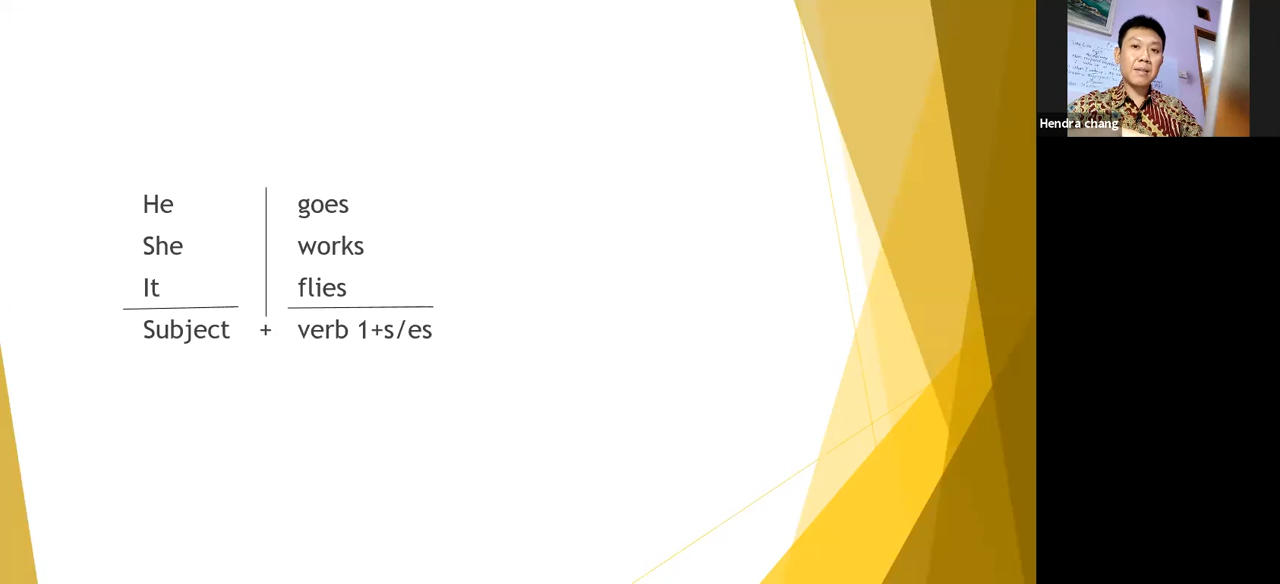 He goes
She works
It flies
Subject + verb 1+s/es
Hendra chang